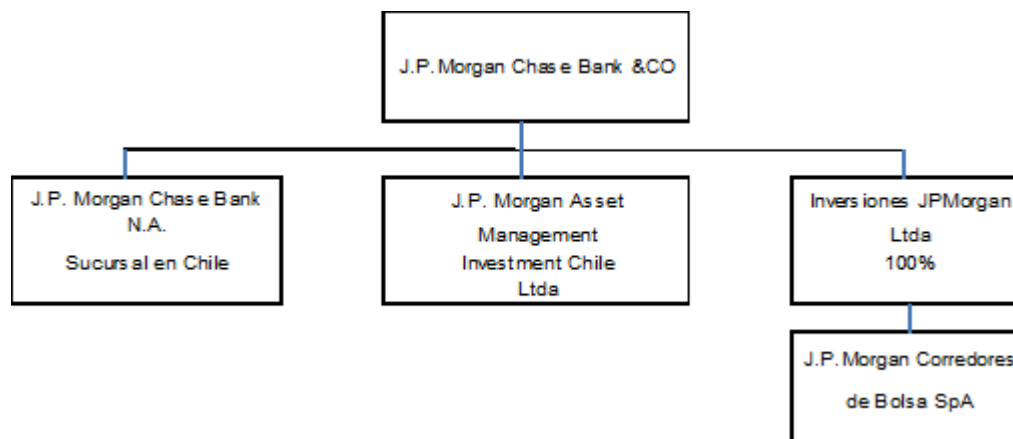 J.P. Morgan Chase Bank &CO
J.P. Morgan Chase Bank
N.A.
Sucursal en Chile
J.P. Morgan Asset
Management
Investment Chile
Ltda
Inversiones JPMorgan
Ltda
100%
J.P. Morgan Corredores
de Bolsa SpA